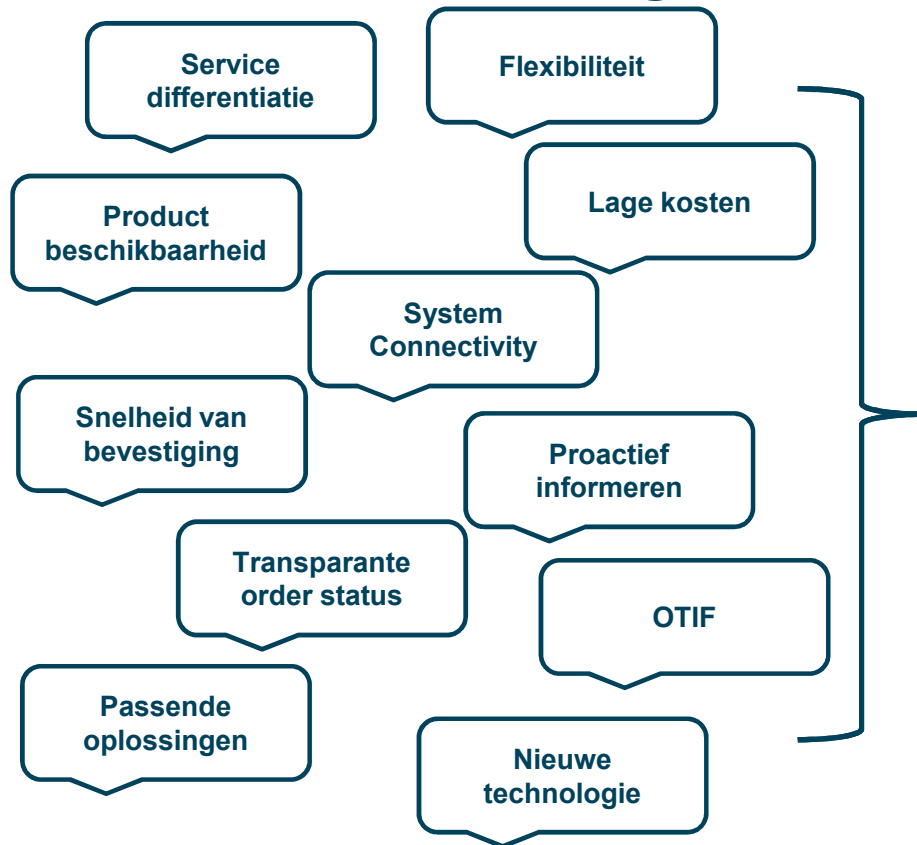 Service
differentiatie
Flexibiliteit
Product
beschikbaarheid
Lage kosten
System
Connectivity
Snelheid van
bevestiging
Proactief
informeren
Transparante
order status
OTIF
Passende
oplossingen
Nieuwe
technologie